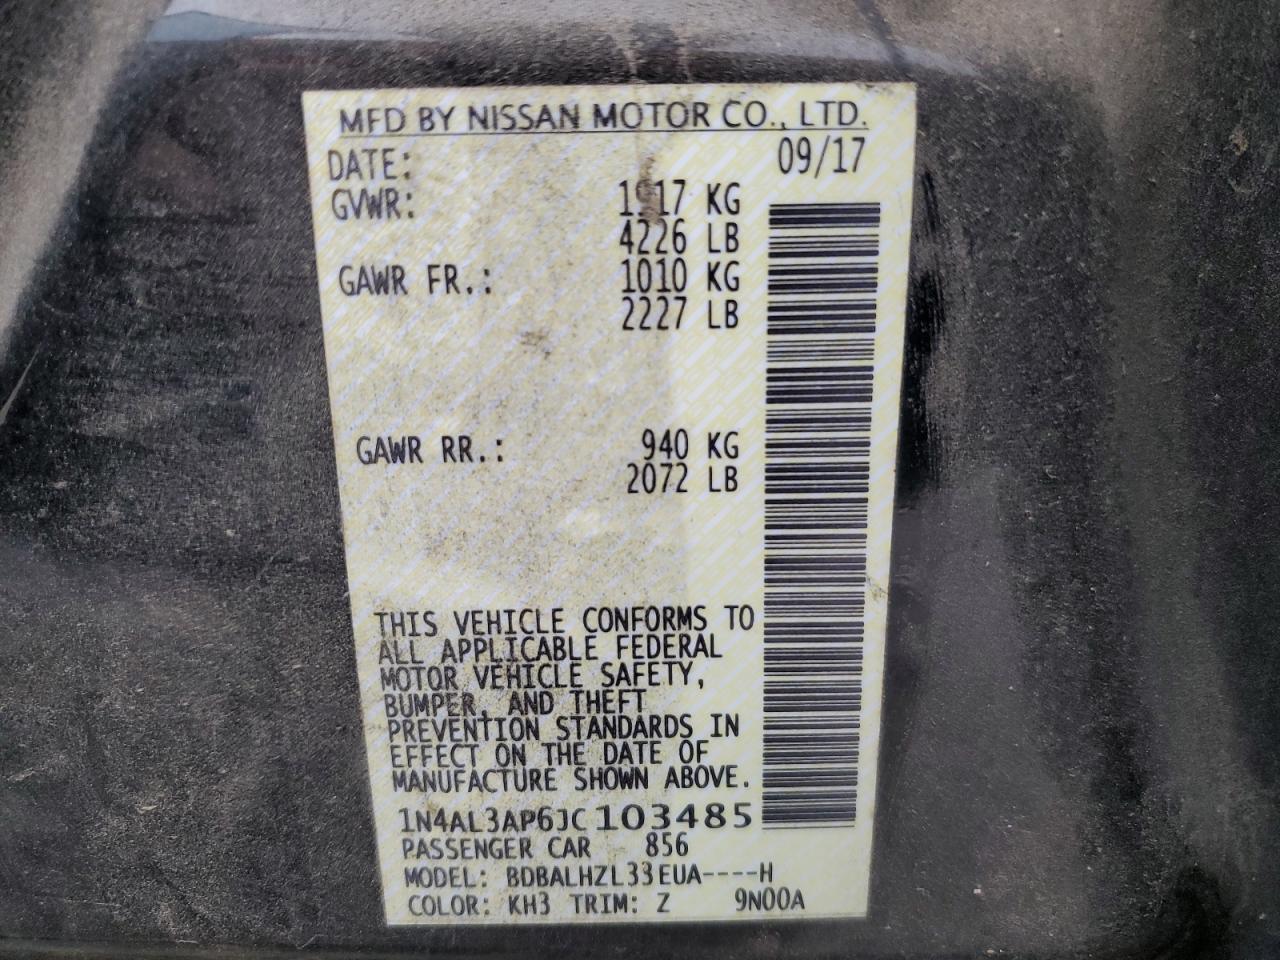 MFD BY NISSAN MOTOR CO., LTD.
DATE: 09/17
GVWR: 1917 KG
4226 LB
GAWR FR.: 1010 KG
2227 LB
GAWR RR.: 940 KG
2072 LB
THIS VEHICLE CONFORMS TO
ALL APPLICABLE FEDERAL
MOTOR VEHICLE SAFETY,
BUMPER, AND THEFT
PREVENTION STANDARDS IN
EFFECT ON THE DATE OF
MANUFACTURE SHOWN ABOVE.
1N4AL3AP6JC103485
PASSENGER CAR 856
MODEL: BDBALHZL33EUA----H
COLOR: KH3 TRIM: Z 9N00A